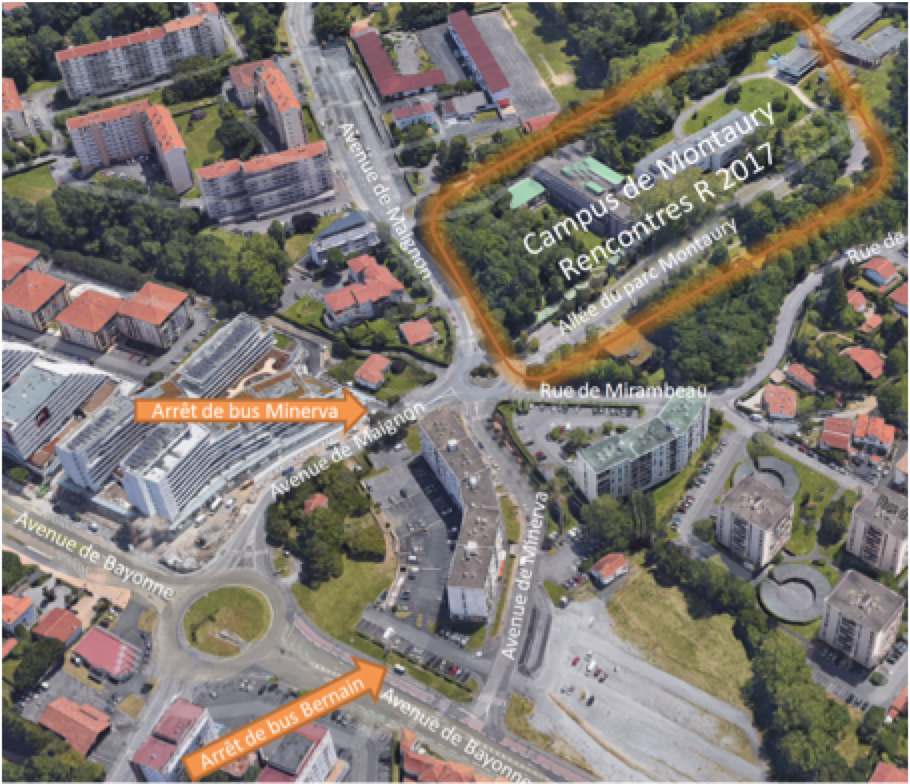 Avenue de Maignon
Campus de Montaury
Rencontres R 2017
Allée du parc Montaury
Rue de
Rue de Mirambeau
Arrêt de bus Minerva
Avenue de Maignon
Avenue de Bayonne
Avenue de Minerva
Arrêt de bus Bernain
Avenue de Bayonne